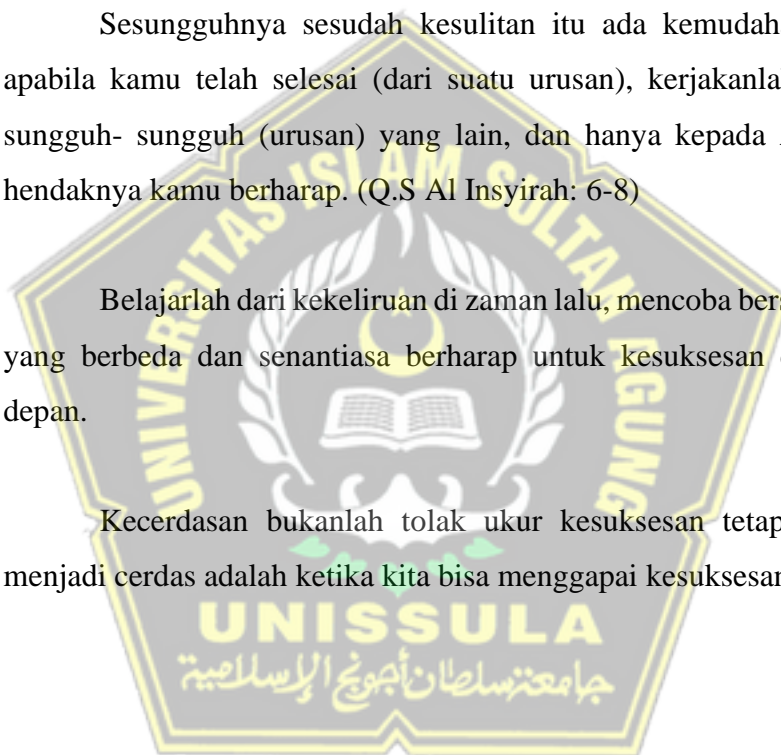 Sesungguhnya sesudah kesulitan itu ada kemudah
apabila kamu telah selesai (dari suatu urusan), kerjakanla
sungguh- sungguh (urusan) yang lain, dan hanya kepada
hendaknya kamu berharap. (Q.S Al Insyirah: 6-8)
Belajarlah dari kekeliruan di zaman lalu, mencoba bers
yang berbeda dan senantiasa berharap untuk kesuksesan
depan.
Kecerdasan bukanlah tolak ukur kesuksesan tetap
menjadi cerdas adalah ketika kita bisa menggapai kesuksesan
UNIVERSITAS ISLAM SULTAN AGUNG
UNISSULA
جامعة سلطان أجونج الإسلامية